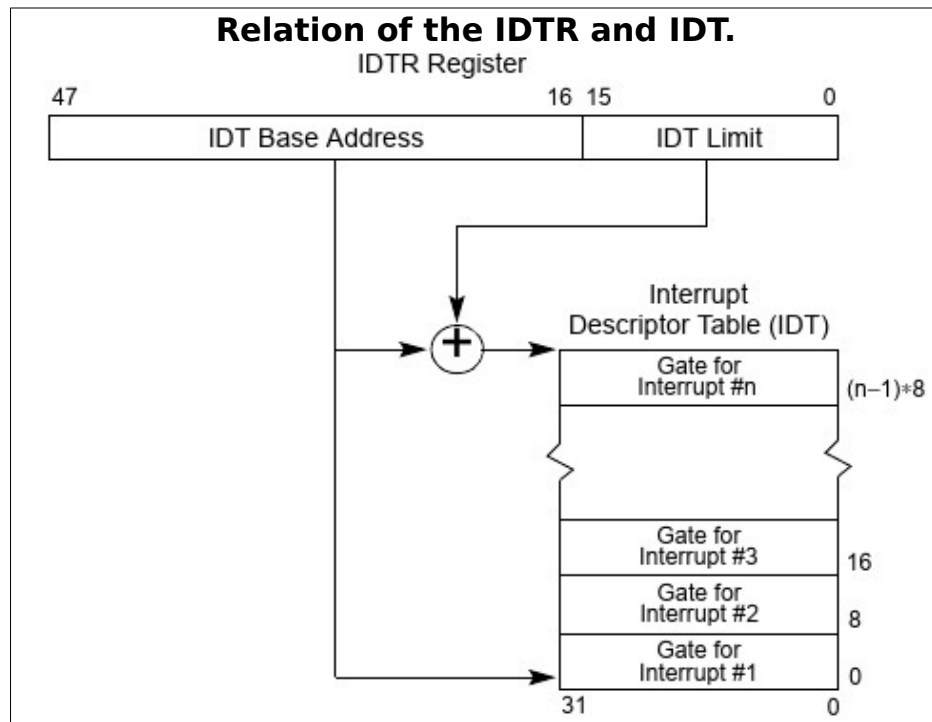 Relation of the IDTR and IDT.
IDTR Register
47 16 15 0
IDT Base Address IDT Limit
+
Interrupt
Descriptor Table (IDT)
Gate for
Interrupt #n
(n−1)∗8
Gate for
Interrupt #3
16
Gate for
Interrupt #2
8
Gate for
Interrupt #1
0
31 0